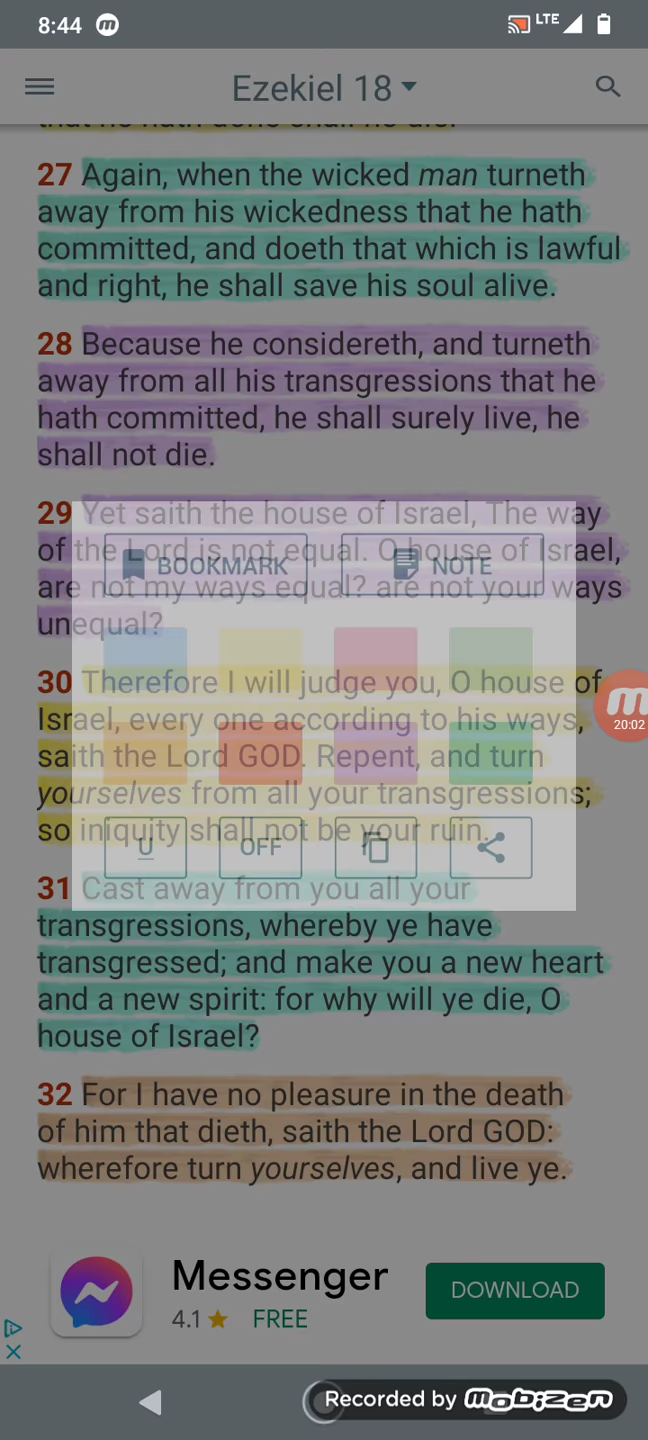 8:44
LTE
Ezekiel 18
that he hath done shall he die.
27 Again, when the wicked man turneth
away from his wickedness that he hath
committed, and doeth that which is lawful
and right, he shall save his soul alive.
28 Because he considereth, and turneth
away from all his transgressions that he
hath committed, he shall surely live, he
shall not die.
29 Yet saith the house of Israel, The way
of the Lord is not equal. O house of Israel,
BOOKMARK NOTE
are not my ways equal? are not your ways
unequal?
30 Therefore I will judge you, O house of
Israel, every one according to his ways,
20:02
saith the Lord GOD. Repent, and turn
yourselves from all your transgressions;
so iniquity shall not be your ruin.
U OFF
31 Cast away from you all your
transgressions, whereby ye have
transgressed; and make you a new heart
and a new spirit: for why will ye die, O
house of Israel?
32 For I have no pleasure in the death
of him that dieth, saith the Lord GOD:
wherefore turn yourselves, and live ye.
Messenger
4.1 FREE
DOWNLOAD
Recorded by mobizen